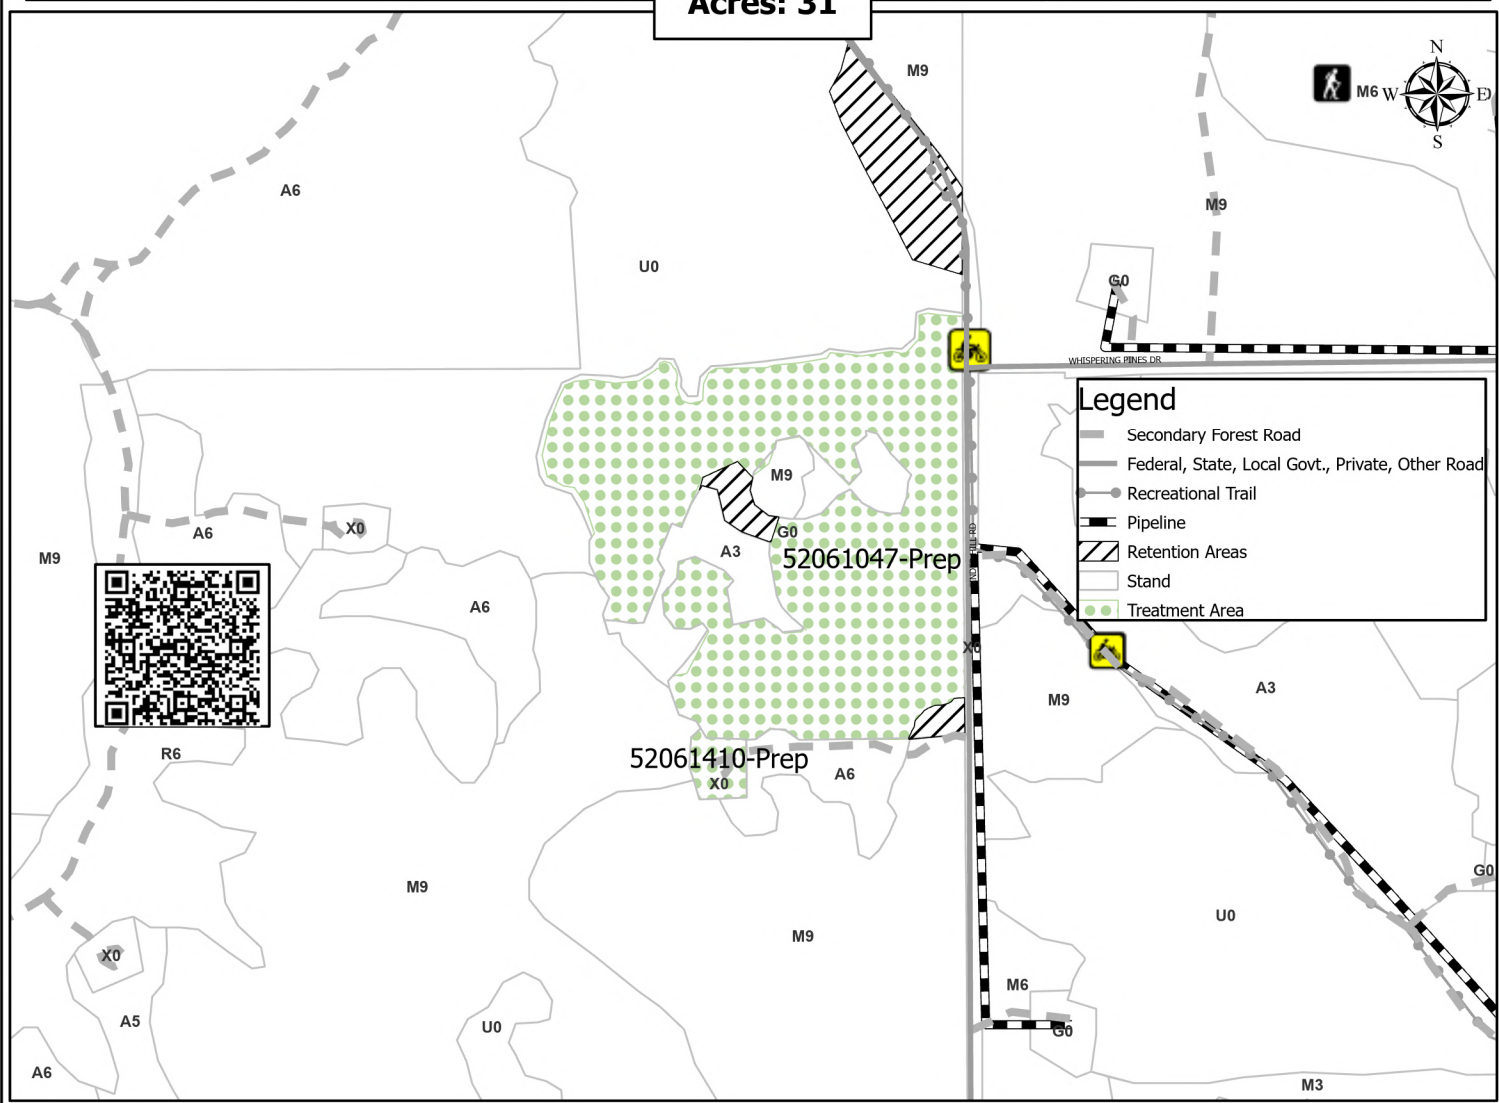 Acres: 31
M9
N
M6 W E
S
A6
M9
U0
G0
WHISPERING PINES DR
Legend
Secondary Forest Road
Federal, State, Local Govt., Private, Other Road
Recreational Trail
Pipeline
Retention Areas
Stand
Treatment Area
M9
X0
A6
G0
A3
52061047-Prep
M9
A6
A3
M9
R6
52061410-Prep
X0
A6
M9
G0
U0
M9
X0
M6
A5
U0
G0
A6
M3